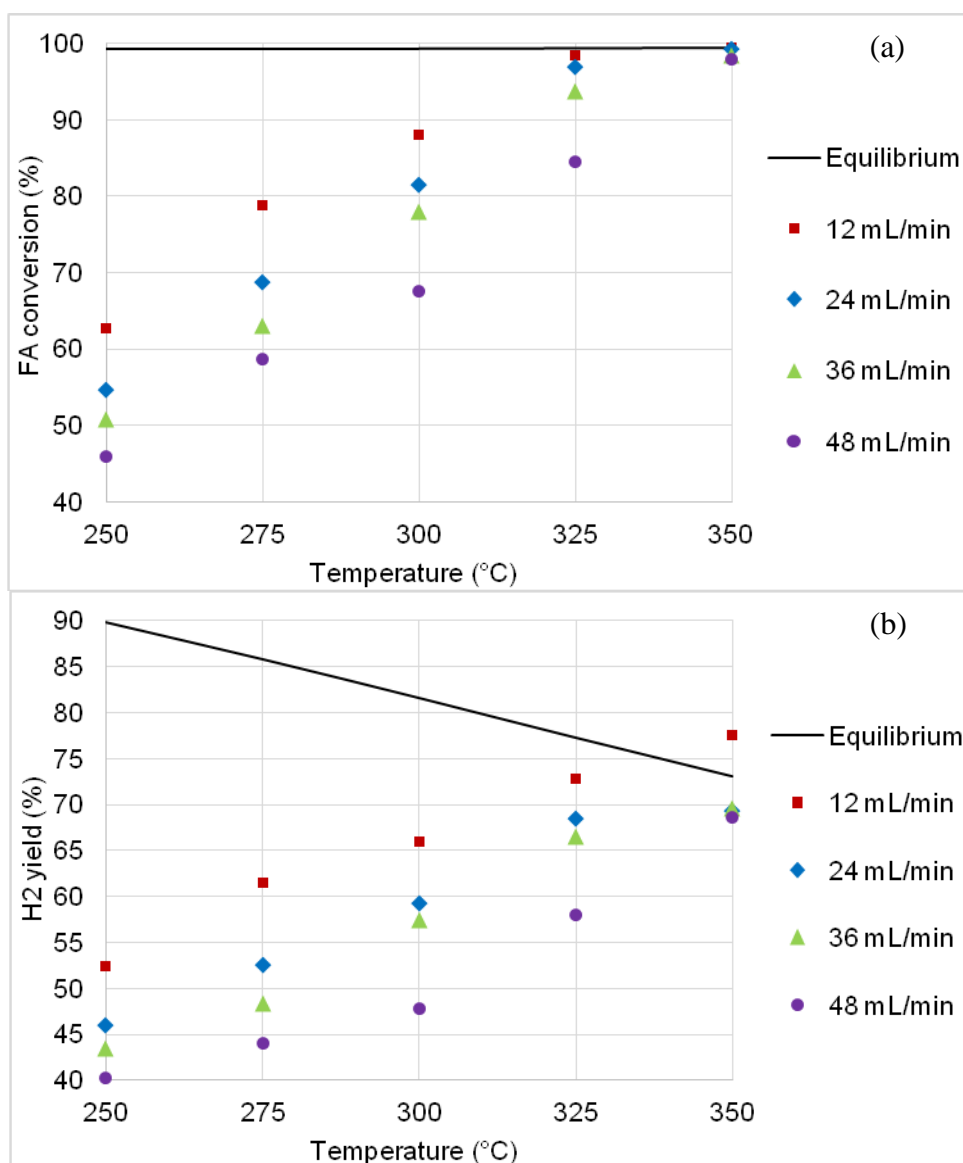 (a)
FA conversion (%)
100
90
80
70
60
50
40
250 275 300 325 350
Temperature (°C)
Equilibrium
12 mL/min
24 mL/min
36 mL/min
48 mL/min
(b)
H2 yield (%)
90
85
80
75
70
65
60
55
50
45
40
250 275 300 325 350
Temperature (°C)
Equilibrium
12 mL/min
24 mL/min
36 mL/min
48 mL/min